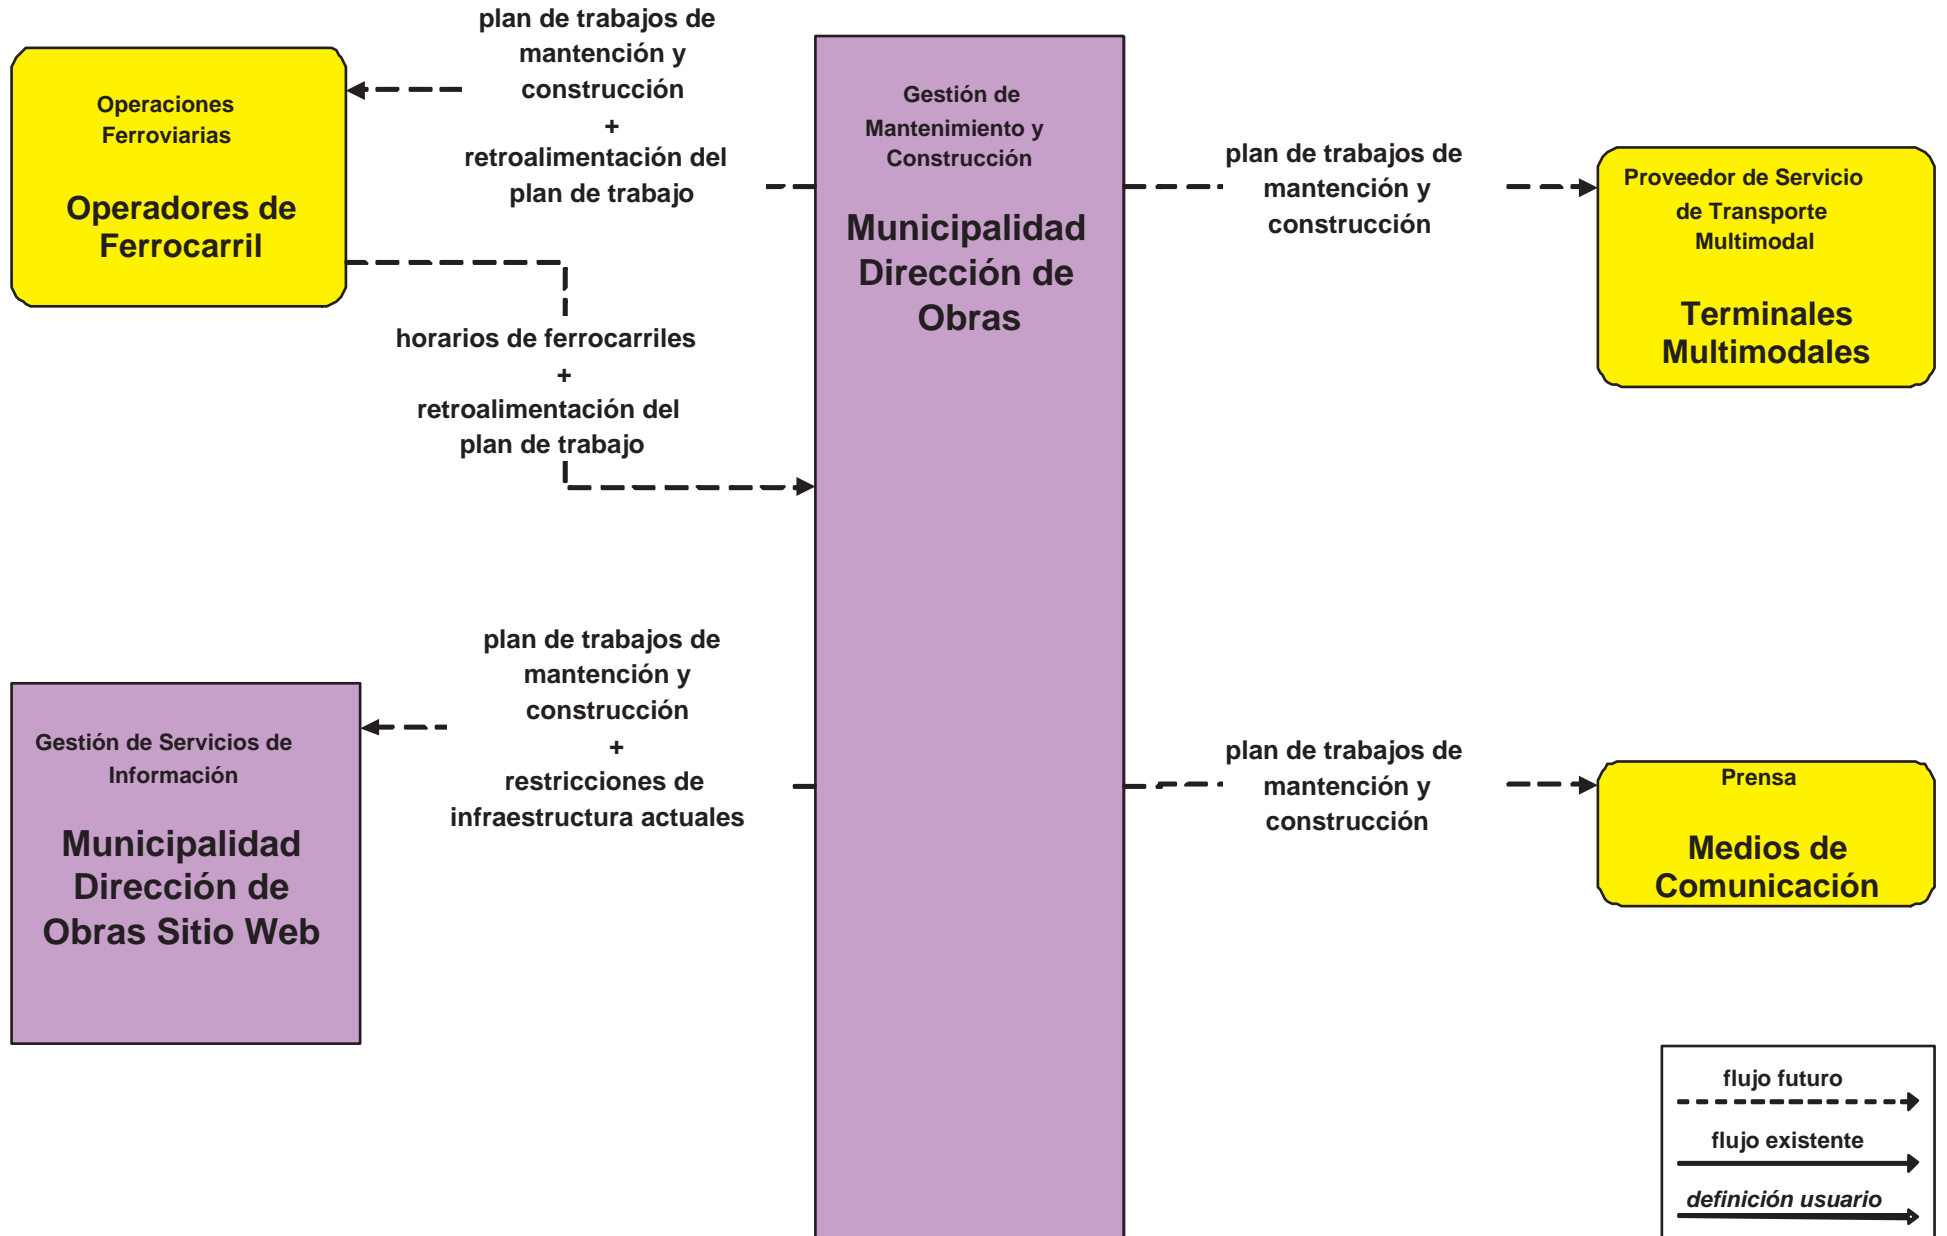 plan de trabajos de
mantención y
construcción
+
retroalimentación del
plan de trabajo
Operaciones
Ferroviarias
Operadores de
Ferrocarril
horarios de ferrocarriles
+
retroalimentación del
plan de trabajo
Gestión de
Mantenimiento y
Construcción
Municipalidad
Dirección de
Obras
plan de trabajos de
mantención y
construcción
Proveedor de Servicio
de Transporte
Multimodal
Terminales
Multimodales
plan de trabajos de
mantención y
construcción
+
restricciones de
infraestructura actuales
Gestión de Servicios de
Información
Municipalidad
Dirección de
Obras Sitio Web
plan de trabajos de
mantención y
construcción
Prensa
Medios de
Comunicación
flujo futuro
flujo existente
definición usuario